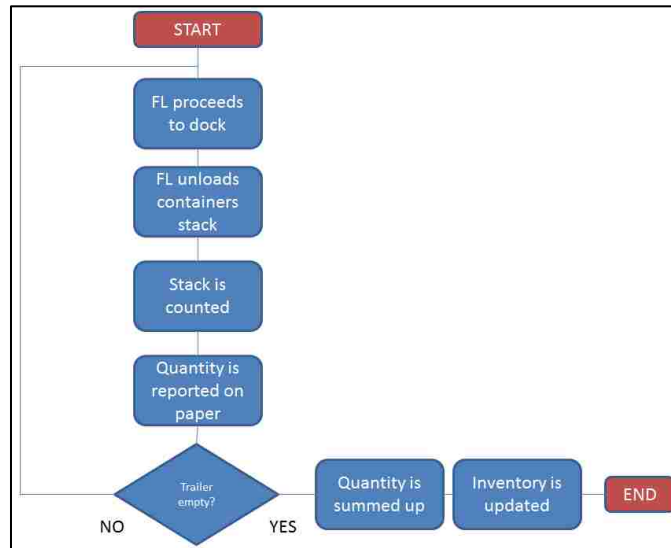 START
FL proceeds
to dock
FL unloads
containers
stack
Stack is
counted
Quantity is
reported on
paper
Trailer
empty?
NO
YES
Quantity is
summed up
Inventory is
updated
END